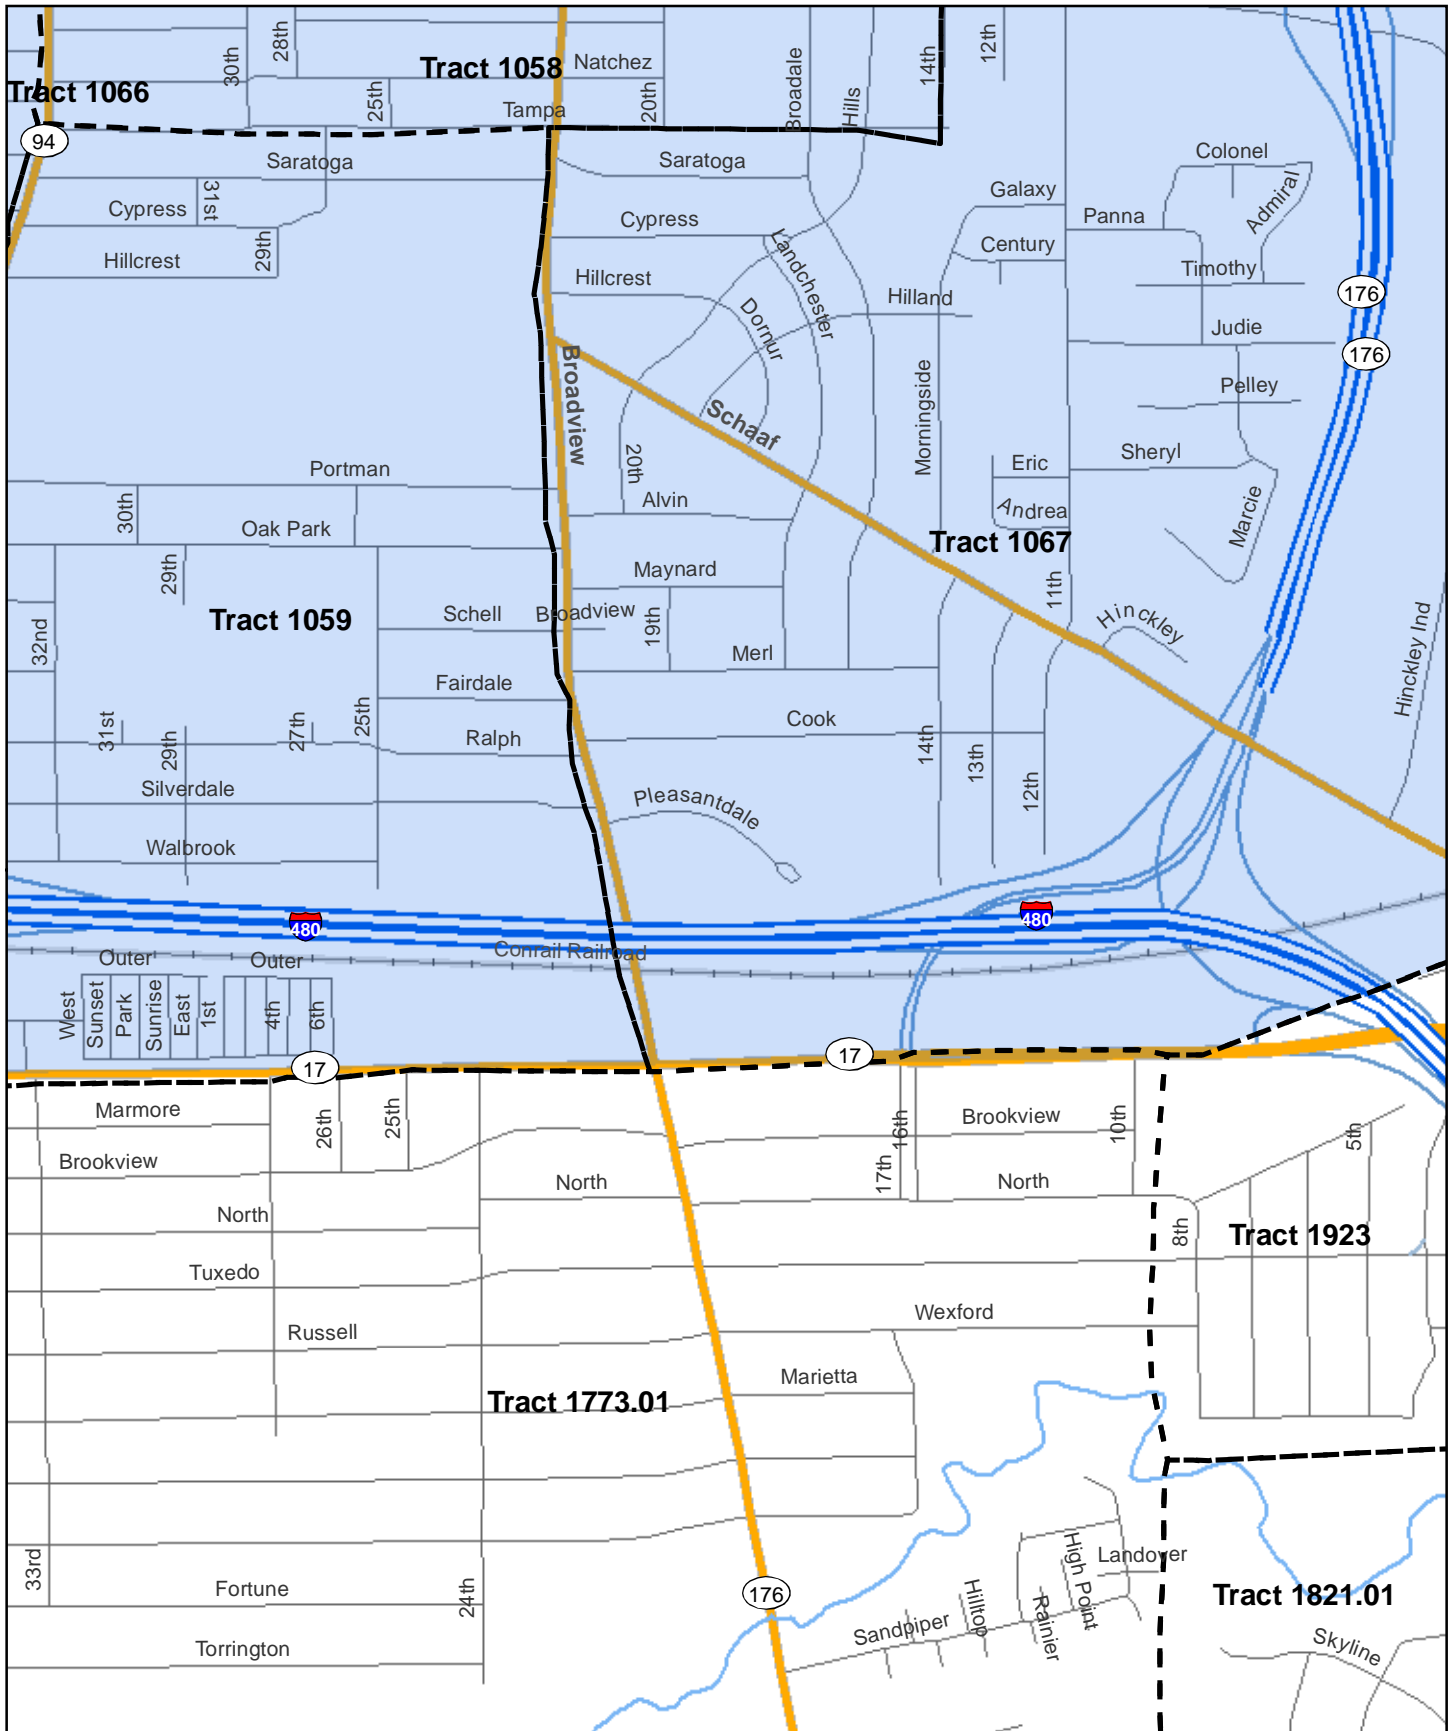 28th
30th
Tract 1058
Natchez
Broadale
14th
12th
Tract 1066
25th
Tampa
20th
Hills
94
Saratoga
Saratoga
Colonel
31st
Cypress
Cypress
Galaxy
Panna
Admiral
29th
Hillcrest
Hillcrest
Landchester
Century
Timothy
Dornur
Hilland
176
Judie
176
Broadview
Schaaf
Morningside
Pelley
Portman
20th
Eric
Sheryl
30th
Oak Park
Alvin
Andrea
Marcie
Tract 1067
29th
Maynard
11th
Tract 1059
Schell
Broadview
19th
Hinckley
32nd
Merl
Hinckley Ind
Fairdale
31st
29th
27th
25th
Ralph
Cook
14th
13th
12th
Silverdale
Pleasantdale
Walbrook
480
480
Conrail Railroad
Outer
Outer
West
Sunset
Park
Sunrise
East
1st
4th
6th
17
17
Marmore
26th
25th
16th
Brookview
10th
5th
Brookview
17th
North
North
North
8th
Tract 1923
Tuxedo
Wexford
Russell
Marietta
Tract 1773.01
33rd
Fortune
24th
176
High Point
Landover
Hilltop
Rainier
Tract 1821.01
Sandpiper
Torrington
Skyline